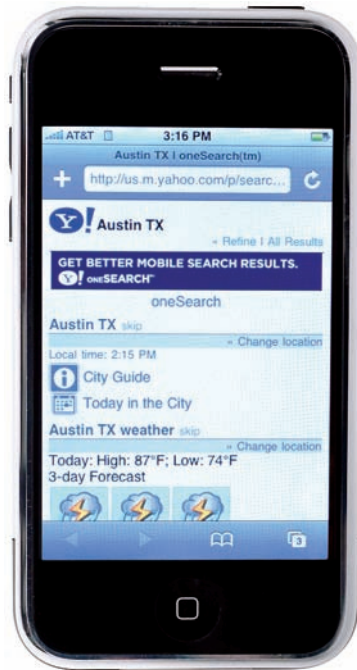 AT&T 3:16 PM
Austin TX | oneSearch(tm)
http://us.m.yahoo.com/p/searc...
Y! Austin TX
» Refine | All Results
GET BETTER MOBILE SEARCH RESULTS.
Y! ONESEARCH™
oneSearch
Austin TX skip
» Change location
Local time: 2:15 PM
City Guide
Today in the City
Austin TX weather skip
» Change location
Today: High: 87°F; Low: 74°F
3-day Forecast
3